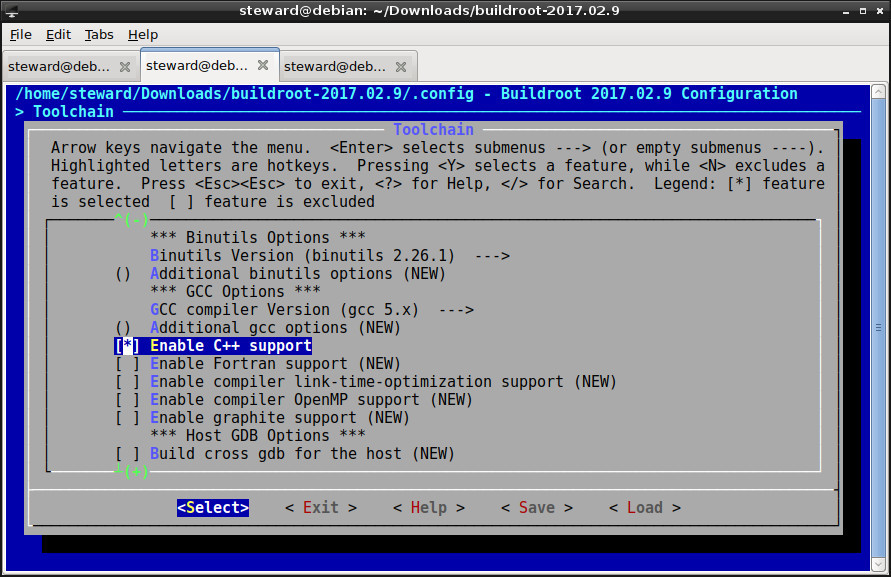 steward@debian: ~/Downloads/buildroot-2017.02.9
File Edit Tabs Help
steward@deb... steward@deb... steward@deb...
/home/steward/Downloads/buildroot-2017.02.9/.config - Buildroot 2017.02.9 Configuration
> Toolchain
Toolchain
Arrow keys navigate the menu. <Enter> selects submenus ---> (or empty submenus ----).
Highlighted letters are hotkeys. Pressing <Y> selects a feature, while <N> excludes a
feature. Press <Esc><Esc> to exit, <?> for Help, </> for Search. Legend: [*] feature
is selected [ ] feature is excluded
^(-)
*** Binutils Options ***
Binutils Version (binutils 2.26.1) --->
() Additional binutils options (NEW)
*** GCC Options ***
GCC compiler Version (gcc 5.x) --->
() Additional gcc options (NEW)
[*] Enable C++ support
[ ] Enable Fortran support (NEW)
[ ] Enable compiler link-time-optimization support (NEW)
[ ] Enable compiler OpenMP support (NEW)
[ ] Enable graphite support (NEW)
*** Host GDB Options ***
[ ] Build cross gdb for the host (NEW)
┴(+)
<Select> < Exit > < Help > < Save > < Load >